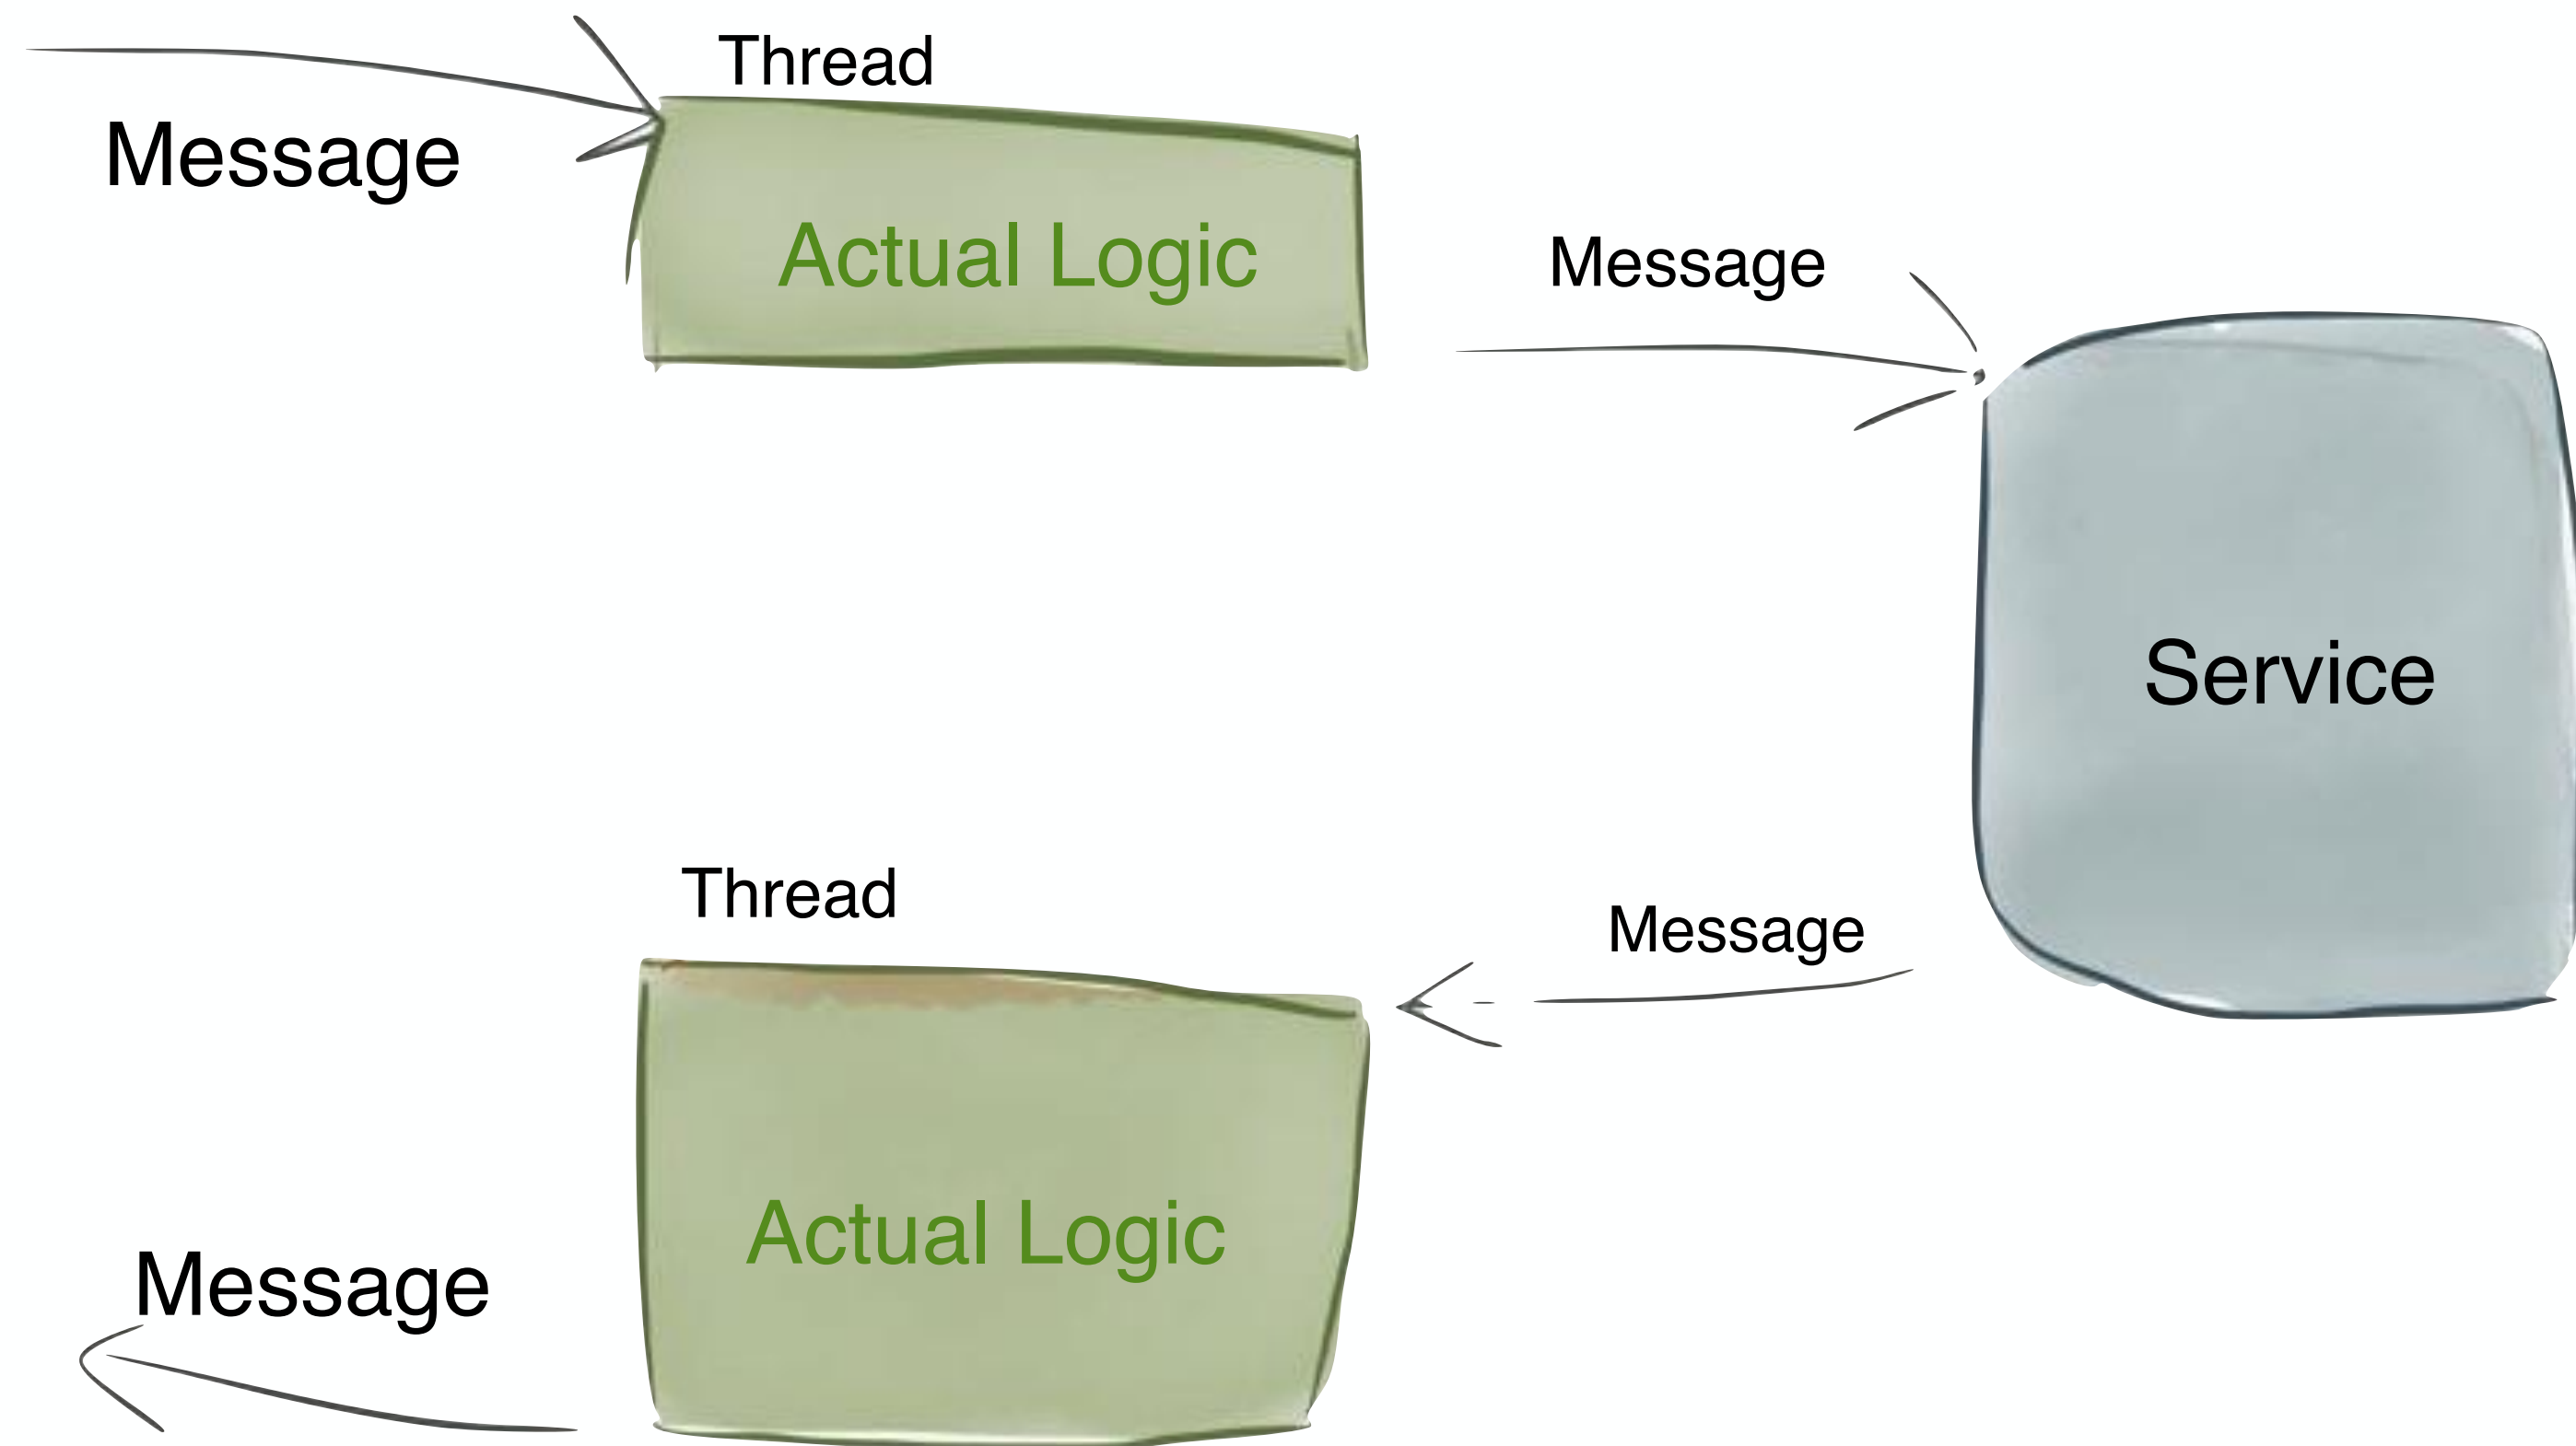 Thread
Message
Actual Logic
Message
Service
Thread
Message
Actual Logic
Message